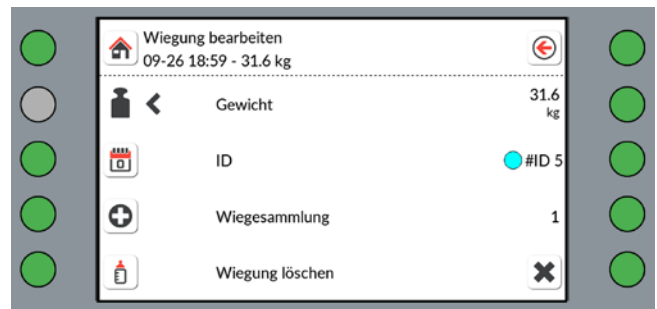 Wiegung bearbeiten
09-26 18:59 - 31.6 kg
Gewicht
31.6
kg
0
ID
#ID 5
Wiegesammlung
1
Wiegung löschen